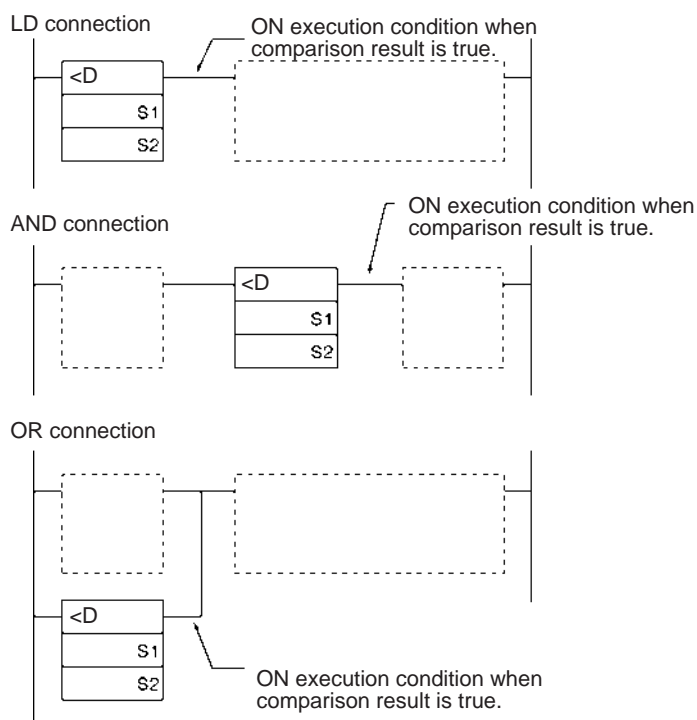 LD connection
ON execution condition when
comparison result is true.
<D
S1
S2
AND connection
ON execution condition when
comparison result is true.
<D
S1
S2
OR connection
<D
S1
S2
ON execution condition when
comparison result is true.